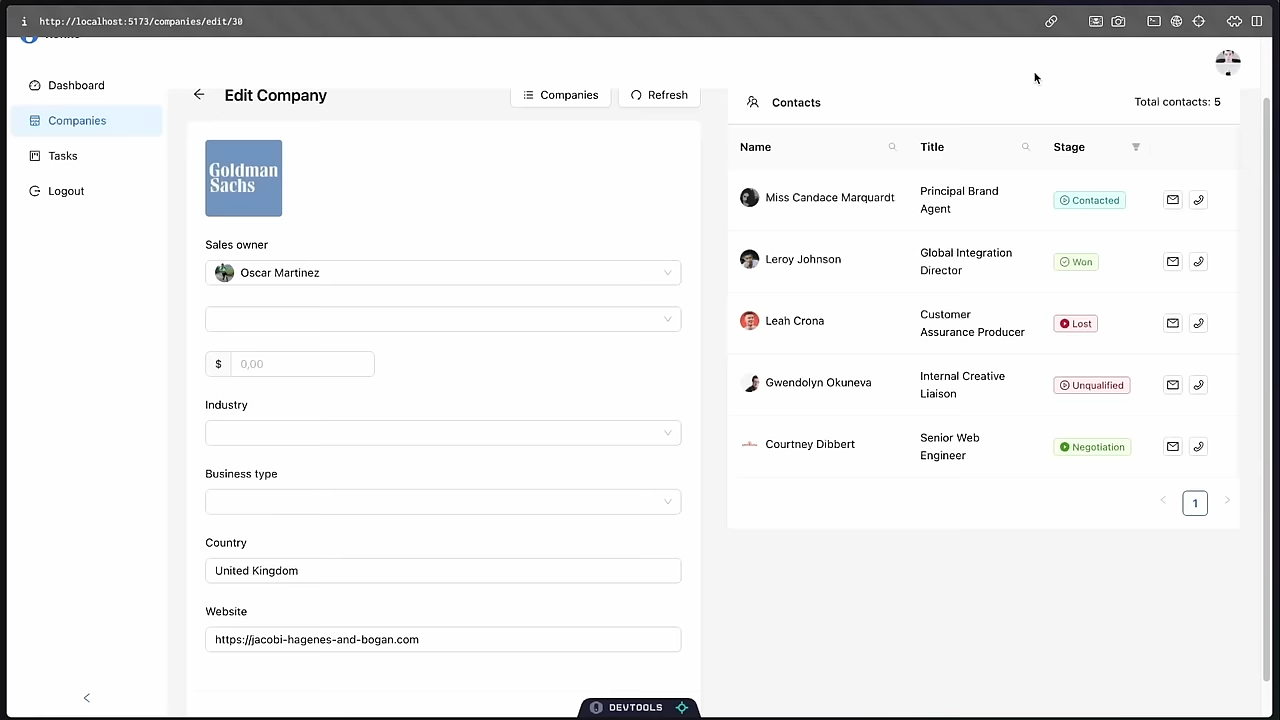 http://localhost:5173/companies/edit/30
Dashboard
Companies
Tasks
Logout
Edit Company
Companies
Refresh
Goldman
Sachs
Sales owner
Oscar Martinez
$ 0,00
Industry
Business type
Country
United Kingdom
Website
https://jacobi-hagenes-and-bogan.com
Contacts
Total contacts: 5
Name Title Stage
Miss Candace Marquardt
Principal Brand
Agent
Contacted
Leroy Johnson
Global Integration
Director
Won
Leah Crona
Customer
Assurance Producer
Lost
Gwendolyn Okuneva
Internal Creative
Liaison
Unqualified
Courtney Dibbert
Senior Web
Engineer
Negotiation
1
DEVTOOLS